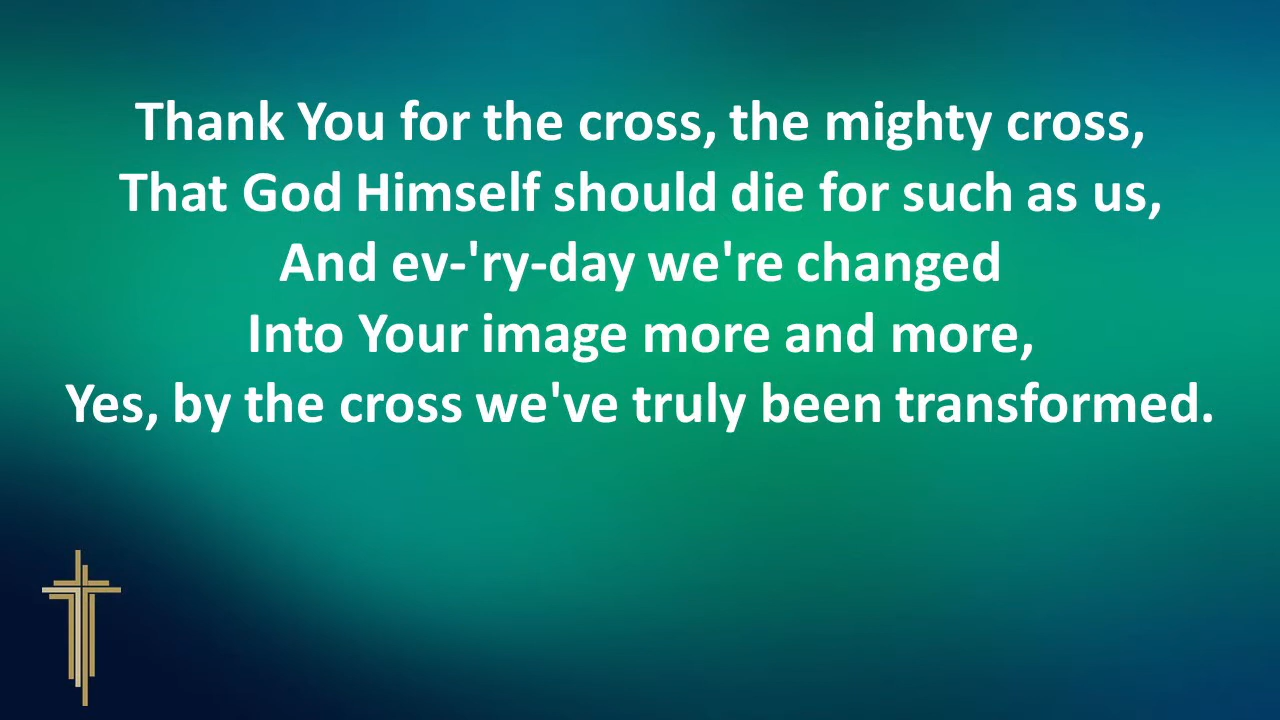 Thank You for the cross, the mighty cross,
That God Himself should die for such as us,
And ev-'ry-day we're changed
Into Your image more and more,
Yes, by the cross we've truly been transformed.